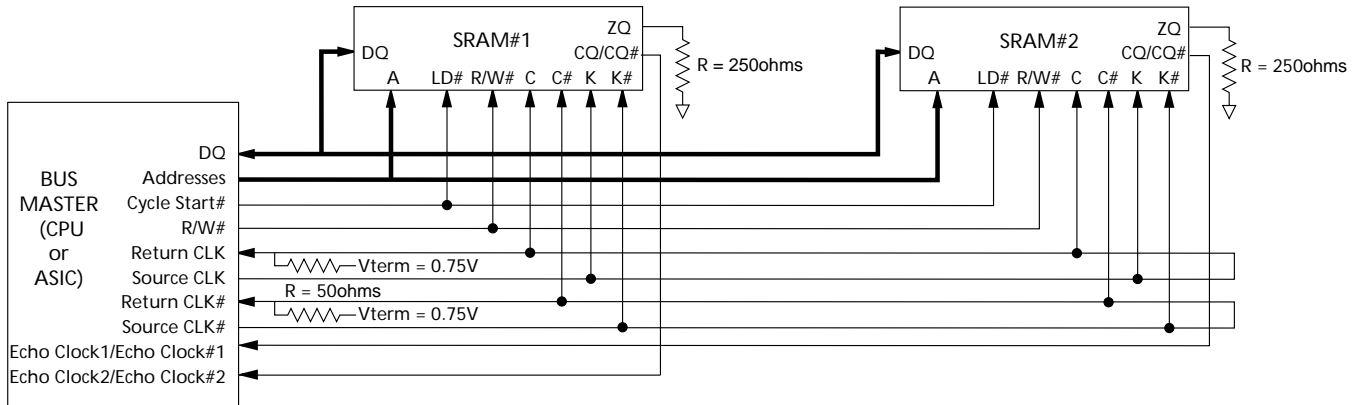 SRAM#1
ZQ
DQ
CQ/CQ#
A LD# R/W# C C# K K#
R = 250ohms
SRAM#2
ZQ
DQ
CQ/CQ#
A LD# R/W# C C# K K#
R = 250ohms
BUS
MASTER
(CPU
or
ASIC)
DQ
Addresses
Cycle Start#
R/W#
Return CLK
Vterm = 0.75V
Source CLK
R = 50ohms
Return CLK#
Vterm = 0.75V
Source CLK#
Echo Clock1/Echo Clock#1
Echo Clock2/Echo Clock#2